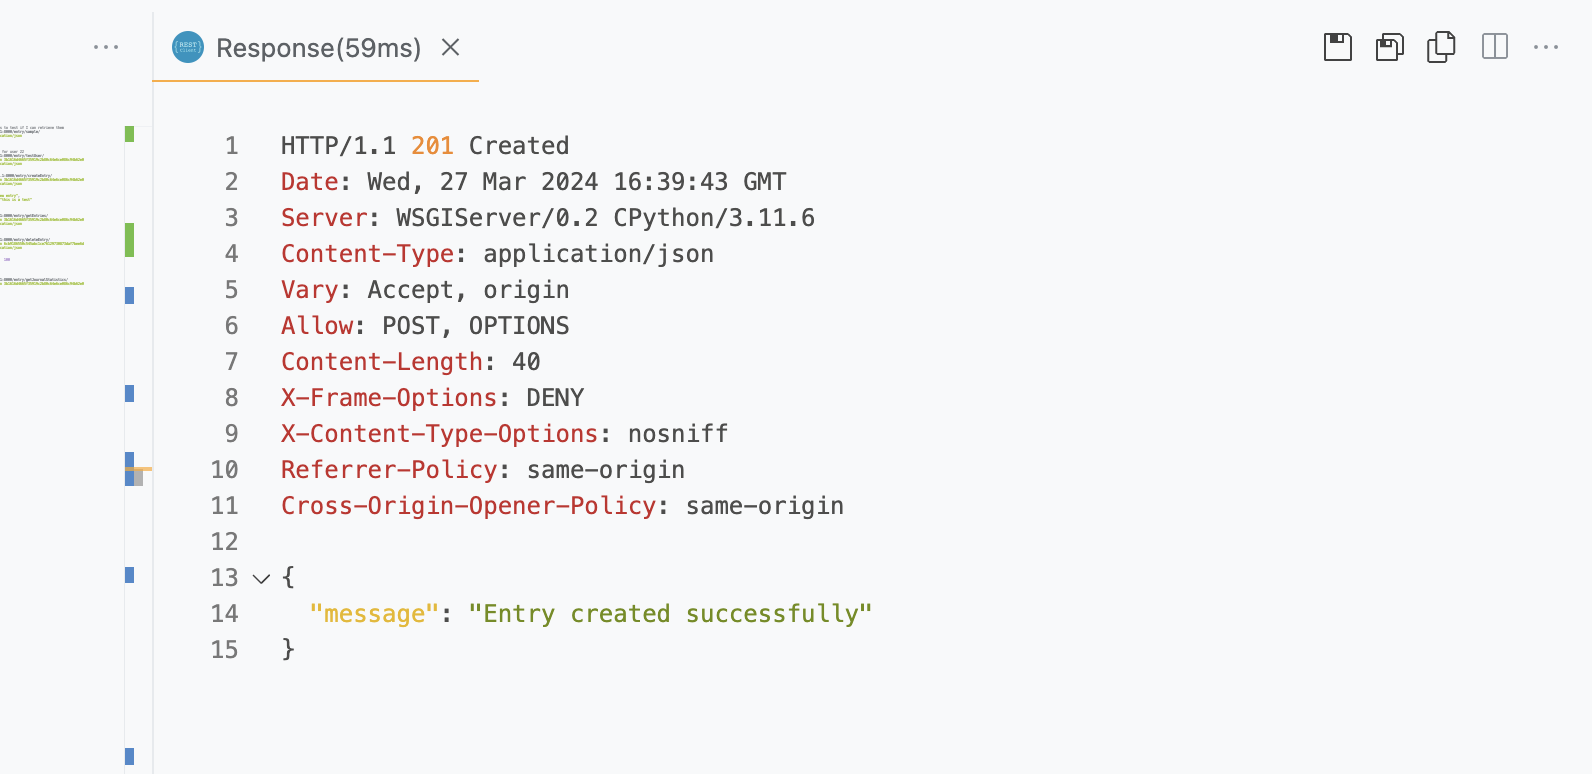 Response(59ms)
1 HTTP/1.1 201 Created
2 Date: Wed, 27 Mar 2024 16:39:43 GMT
3 Server: WSGIServer/0.2 CPython/3.11.6
4 Content-Type: application/json
5 Vary: Accept, origin
6 Allow: POST, OPTIONS
7 Content-Length: 40
8 X-Frame-Options: DENY
9 X-Content-Type-Options: nosniff
10 Referrer-Policy: same-origin
11 Cross-Origin-Opener-Policy: same-origin
12
13 {
14 "message": "Entry created successfully"
15 }